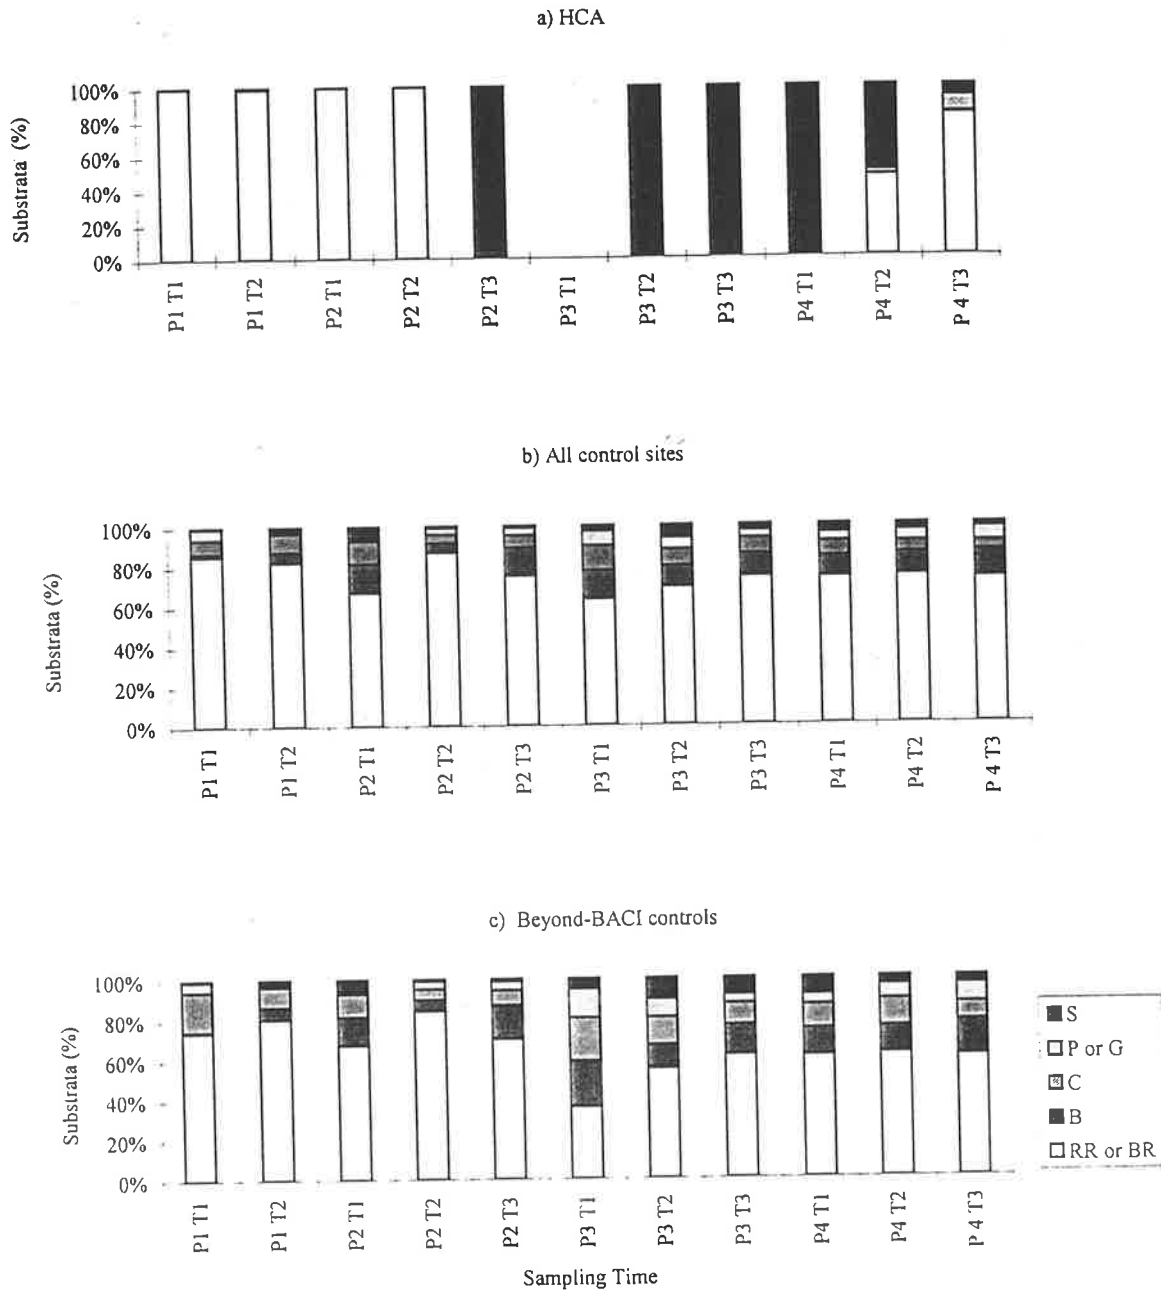 a) HCA
Substrata (%)
100%
80%
60%
40%
20%
0%
P1 T1
P1 T2
P2 T1
P2 T2
P2 T3
P3 T1
P3 T2
P3 T3
P4 T1
P4 T2
P 4 T3
b) All control sites
Substrata (%)
100%
80%
60%
40%
20%
0%
P1 T1
P1 T2
P2 T1
P2 T2
P2 T3
P3 T1
P3 T2
P3 T3
P4 T1
P4 T2
P 4 T3
c) Beyond-BACI controls
Substrata (%)
100%
80%
60%
40%
20%
0%
P1 T1
P1 T2
P2 T1
P2 T2
P2 T3
P3 T1
P3 T2
P3 T3
P4 T1
P4 T2
P 4 T3
Sampling Time
S
P or G
C
B
RR or BR